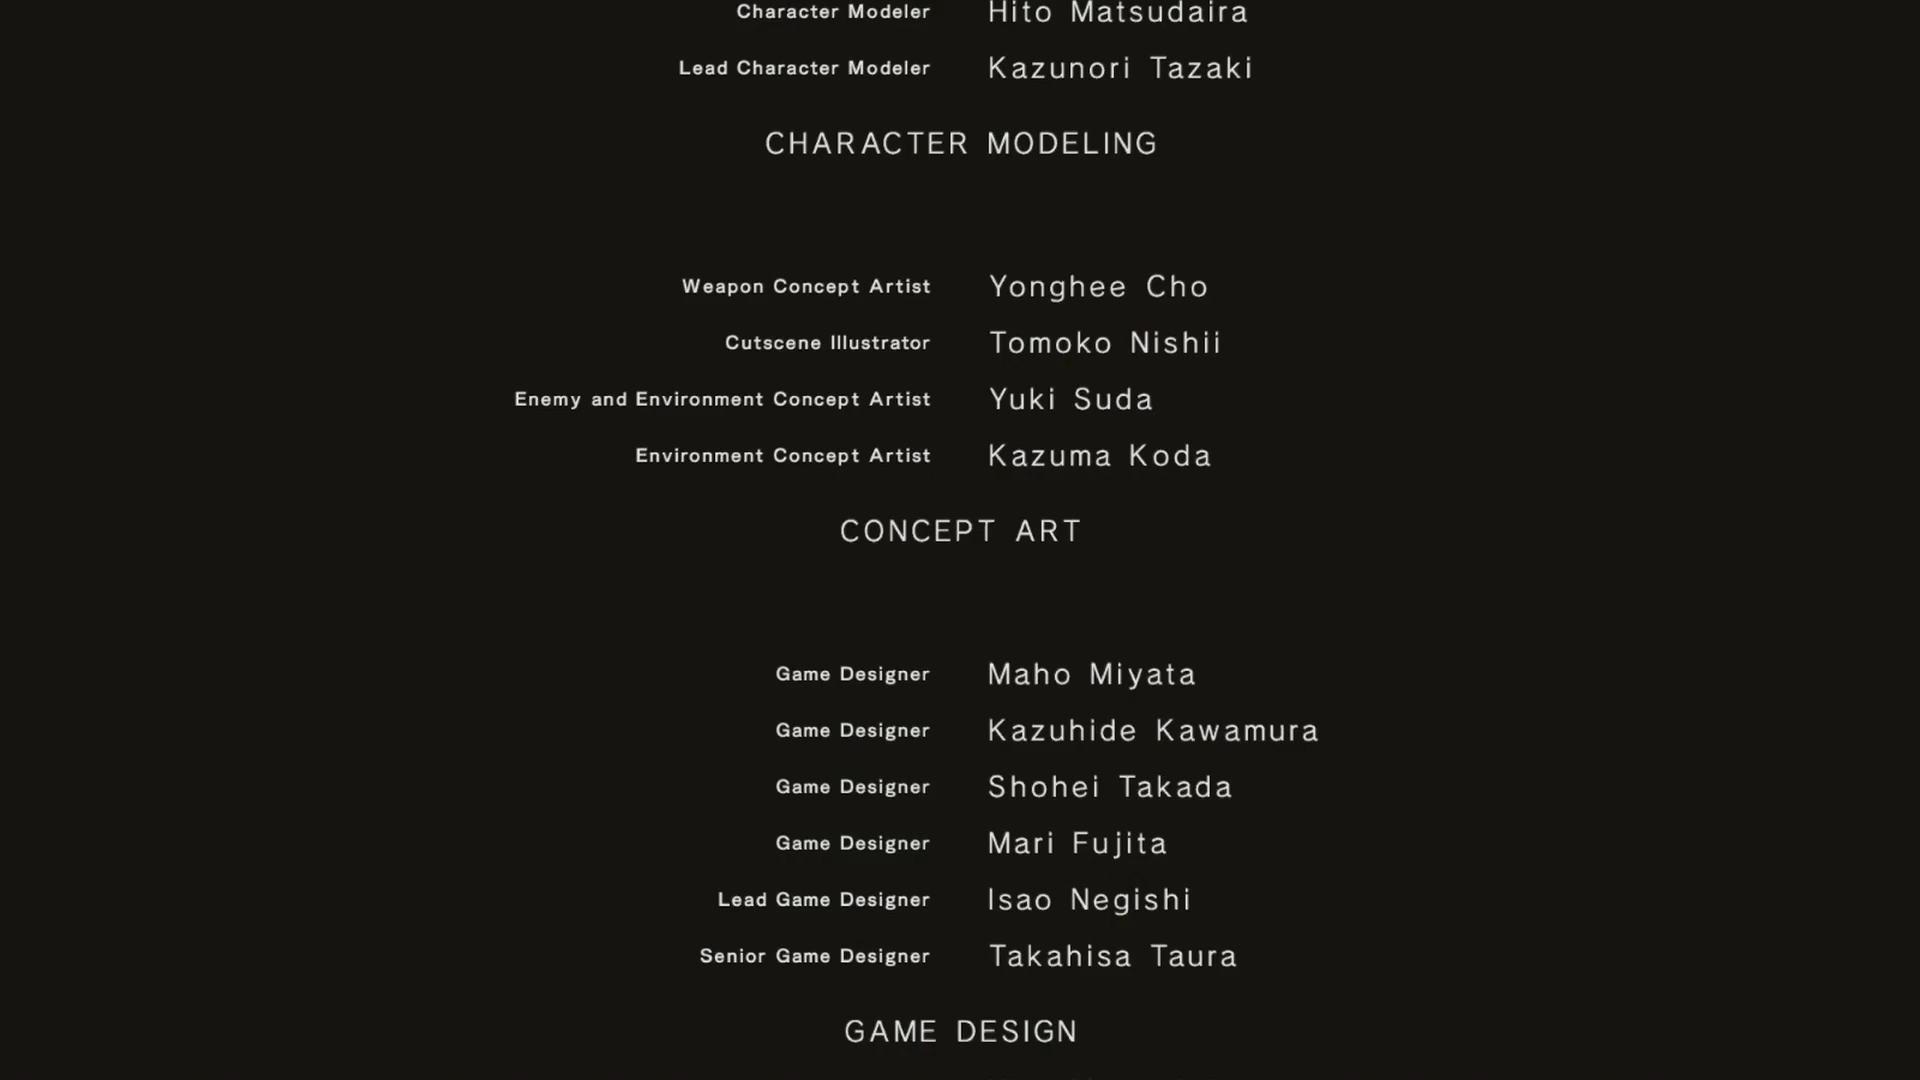 Character Modeler Hito Matsudaira
Lead Character Modeler Kazunori Tazaki
CHARACTER MODELING
Weapon Concept Artist Yonghee Cho
Cutscene Illustrator Tomoko Nishii
Enemy and Environment Concept Artist Yuki Suda
Environment Concept Artist Kazuma Koda
CONCEPT ART
Game Designer Maho Miyata
Game Designer Kazuhide Kawamura
Game Designer Shohei Takada
Game Designer Mari Fujita
Lead Game Designer Isao Negishi
Senior Game Designer Takahisa Taura
GAME DESIGN